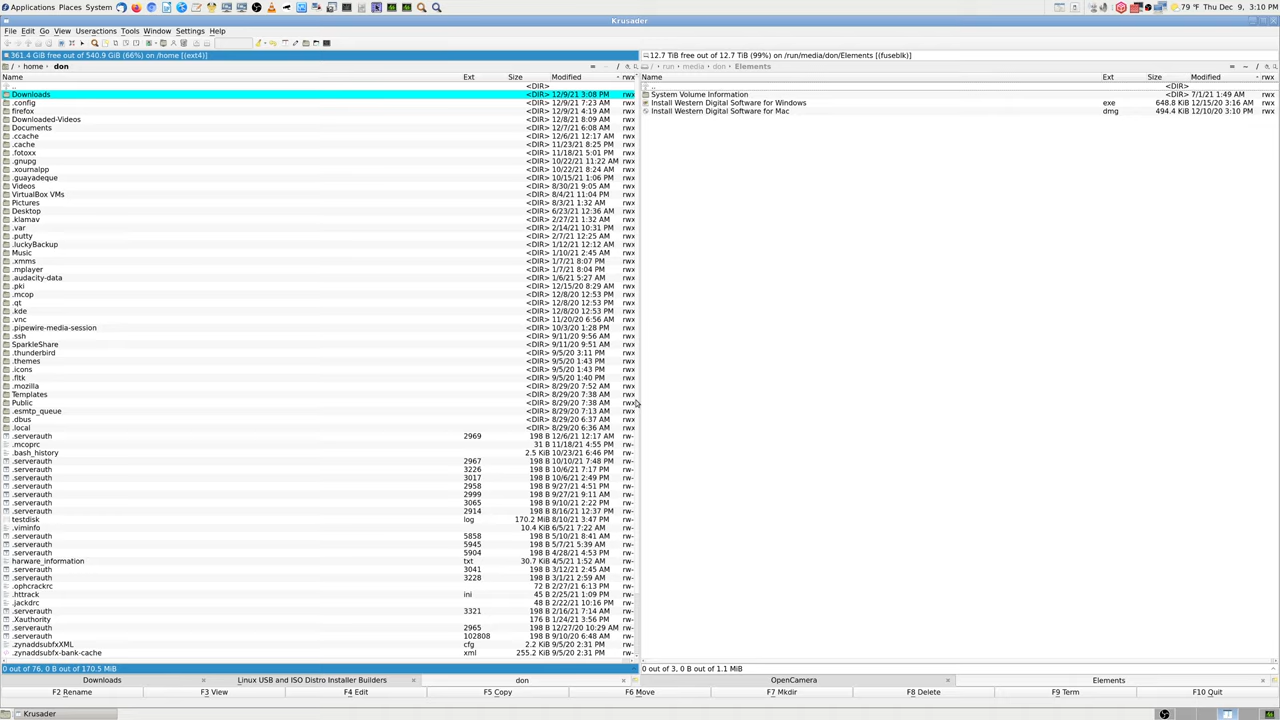 Applications Places System 79 °F Thu Dec 9, 3:10 PM
Krusader
File Edit View Go Useractions Tools Window Settings Help
361.4 GiB free out of 540.9 GiB (66%) on /home [(ext4)]
12.7 TiB free out of 12.7 TiB (99%) on /run/media/don/Elements [(fuseblk)]
/ › home › don
/ › run › media › don › Elements
Name Ext Size Modified rwx
Name Ext Size Modified rwx
.. <DIR>
.. <DIR>
Downloads <DIR> 12/9/21 3:08 PM rwx
System Volume Information <DIR> 7/1/21 1:49 AM rwx
.config <DIR> 12/9/21 7:23 AM rwx
Install Western Digital Software for Windows exe 648.8 KiB 12/15/20 3:16 AM rwx
firefox <DIR> 12/9/21 4:19 AM rwx
Install Western Digital Software for Mac dmg 494.4 KiB 12/10/20 3:10 PM rwx
Downloaded-Videos <DIR> 12/8/21 8:09 AM rwx
Documents <DIR> 12/7/21 6:08 AM rwx
.ccache <DIR> 12/6/21 12:17 AM rwx
.cache <DIR> 11/23/21 8:25 PM rwx
.fotoxx <DIR> 11/18/21 5:01 PM rwx
.gnupg <DIR> 10/22/21 11:22 AM rwx
.xournalpp <DIR> 10/22/21 8:24 AM rwx
.guayadeque <DIR> 10/15/21 1:06 PM rwx
Videos <DIR> 8/30/21 9:05 AM rwx
VirtualBox VMs <DIR> 8/4/21 11:04 PM rwx
Pictures <DIR> 8/3/21 1:32 AM rwx
Desktop <DIR> 6/23/21 12:36 AM rwx
.klamav <DIR> 2/27/21 1:32 AM rwx
.var <DIR> 2/14/21 10:31 PM rwx
.putty <DIR> 2/7/21 12:25 AM rwx
.luckyBackup <DIR> 1/12/21 12:12 AM rwx
Music <DIR> 1/10/21 2:45 AM rwx
.xmms <DIR> 1/7/21 8:07 PM rwx
.mplayer <DIR> 1/7/21 8:04 PM rwx
.audacity-data <DIR> 1/6/21 5:27 AM rwx
.pki <DIR> 12/15/20 8:29 AM rwx
.mcop <DIR> 12/8/20 12:53 PM rwx
.qt <DIR> 12/8/20 12:53 PM rwx
.kde <DIR> 12/8/20 12:53 PM rwx
.vnc <DIR> 11/20/20 6:56 AM rwx
.pipewire-media-session <DIR> 10/3/20 1:28 PM rwx
.ssh <DIR> 9/11/20 9:56 AM rwx
SparkleShare <DIR> 9/11/20 9:51 AM rwx
.thunderbird <DIR> 9/5/20 3:11 PM rwx
.themes <DIR> 9/5/20 1:43 PM rwx
.icons <DIR> 9/5/20 1:43 PM rwx
.fltk <DIR> 9/5/20 1:40 PM rwx
.mozilla <DIR> 8/29/20 7:52 AM rwx
Templates <DIR> 8/29/20 7:38 AM rwx
Public <DIR> 8/29/20 7:38 AM rwx
.esmtp_queue <DIR> 8/29/20 7:13 AM rwx
.dbus <DIR> 8/29/20 6:37 AM rwx
.local <DIR> 8/29/20 6:36 AM rwx
.serverauth 2969 198 B 12/6/21 12:17 AM rw-
.mcoprc 31 B 11/18/21 4:55 PM rw-
.bash_history 2.5 KiB 10/23/21 6:46 PM rw-
.serverauth 2967 198 B 10/10/21 7:48 PM rw-
.serverauth 3226 198 B 10/6/21 7:17 PM rw-
.serverauth 3017 198 B 10/6/21 2:49 PM rw-
.serverauth 2958 198 B 9/27/21 4:51 PM rw-
.serverauth 2999 198 B 9/27/21 9:11 AM rw-
.serverauth 3065 198 B 9/10/21 2:22 PM rw-
.serverauth 2914 198 B 8/16/21 12:37 PM rw-
testdisk log 170.2 MiB 8/10/21 3:47 PM rw-
.viminfo 10.4 KiB 6/5/21 7:22 AM rw-
.serverauth 5858 198 B 5/10/21 8:41 AM rw-
.serverauth 5945 198 B 5/7/21 5:39 AM rw-
.serverauth 5904 198 B 4/28/21 4:53 PM rw-
harware_information txt 30.7 KiB 4/5/21 1:52 AM rw-
.serverauth 3041 198 B 3/12/21 2:45 AM rw-
.serverauth 3228 198 B 3/1/21 2:59 AM rw-
.ophcrackrc 72 B 2/27/21 6:13 PM rw-
.httrack ini 45 B 2/25/21 1:09 PM rw-
.jackdrc 48 B 2/22/21 10:16 PM rw-
.serverauth 3321 198 B 2/16/21 7:14 AM rw-
.Xauthority 176 B 1/24/21 3:56 PM rw-
.serverauth 2965 198 B 12/27/20 10:29 AM rw-
.serverauth 102808 198 B 9/10/20 6:48 AM rw-
.zynaddsubfxXML cfg 2.2 KiB 9/5/20 2:31 PM rw-
.zynaddsubfx-bank-cache xml 255.2 KiB 9/5/20 2:31 PM rw-
0 out of 76, 0 B out of 170.5 MiB
0 out of 3, 0 B out of 1.1 MiB
Downloads Linux USB and ISO Distro Installer Builders don OpenCamera Elements
F2 Rename F3 View F4 Edit F5 Copy F6 Move F7 Mkdir F8 Delete F9 Term F10 Quit
Krusader